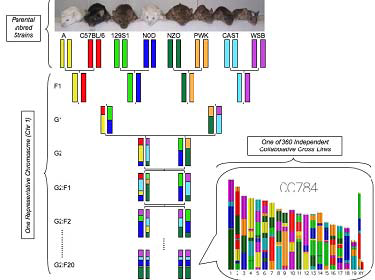 Parental
Inbred
Strains
A C57BL/6 129S1 NOD NZO PWK CAST WSB
F1
G1
G2
G2:F1
G2:F2
G2:F20
One Representative Chromosome (Chr 1)
One of 360 Independent
Collaborative Cross Lines
CC784
1 2 3 4 5 6 7 8 9 10 11 12 13 14 15 16 17 18 19 X Y